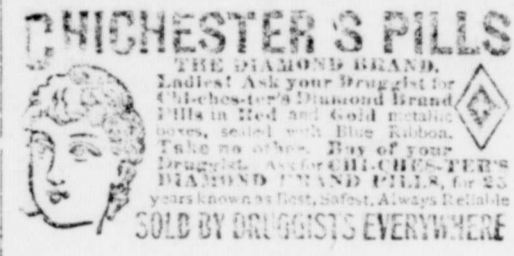 CHICHESTER S PILLS
THE DIAMOND BRAND.
Ladies! Ask your Druggist for
Chi-ches-ter's Diamond Brand
Pills in Red and Gold metallic
boxes, sealed with Blue Ribbon.
Take no other. Buy of your
Druggist. Ask for CHI-CHES-TER'S
DIAMOND BRAND PILLS, for 25
years known as Best, Safest, Always Reliable
SOLD BY DRUGGISTS EVERYWHERE